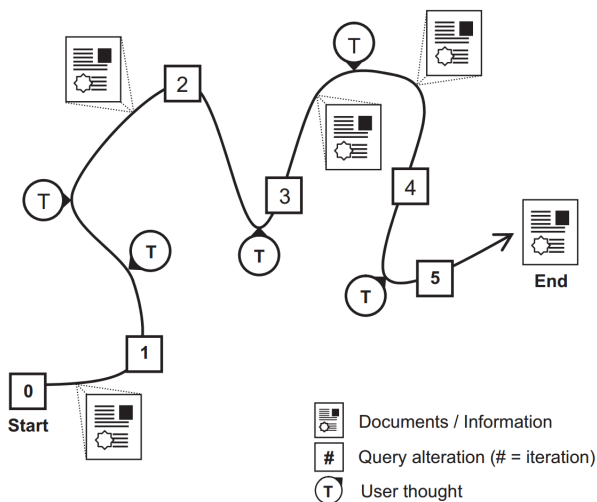 T
2
T
3
4
T
T
T
5
End
1
0
Start
Documents / Information
# Query alteration (# = iteration)
T User thought